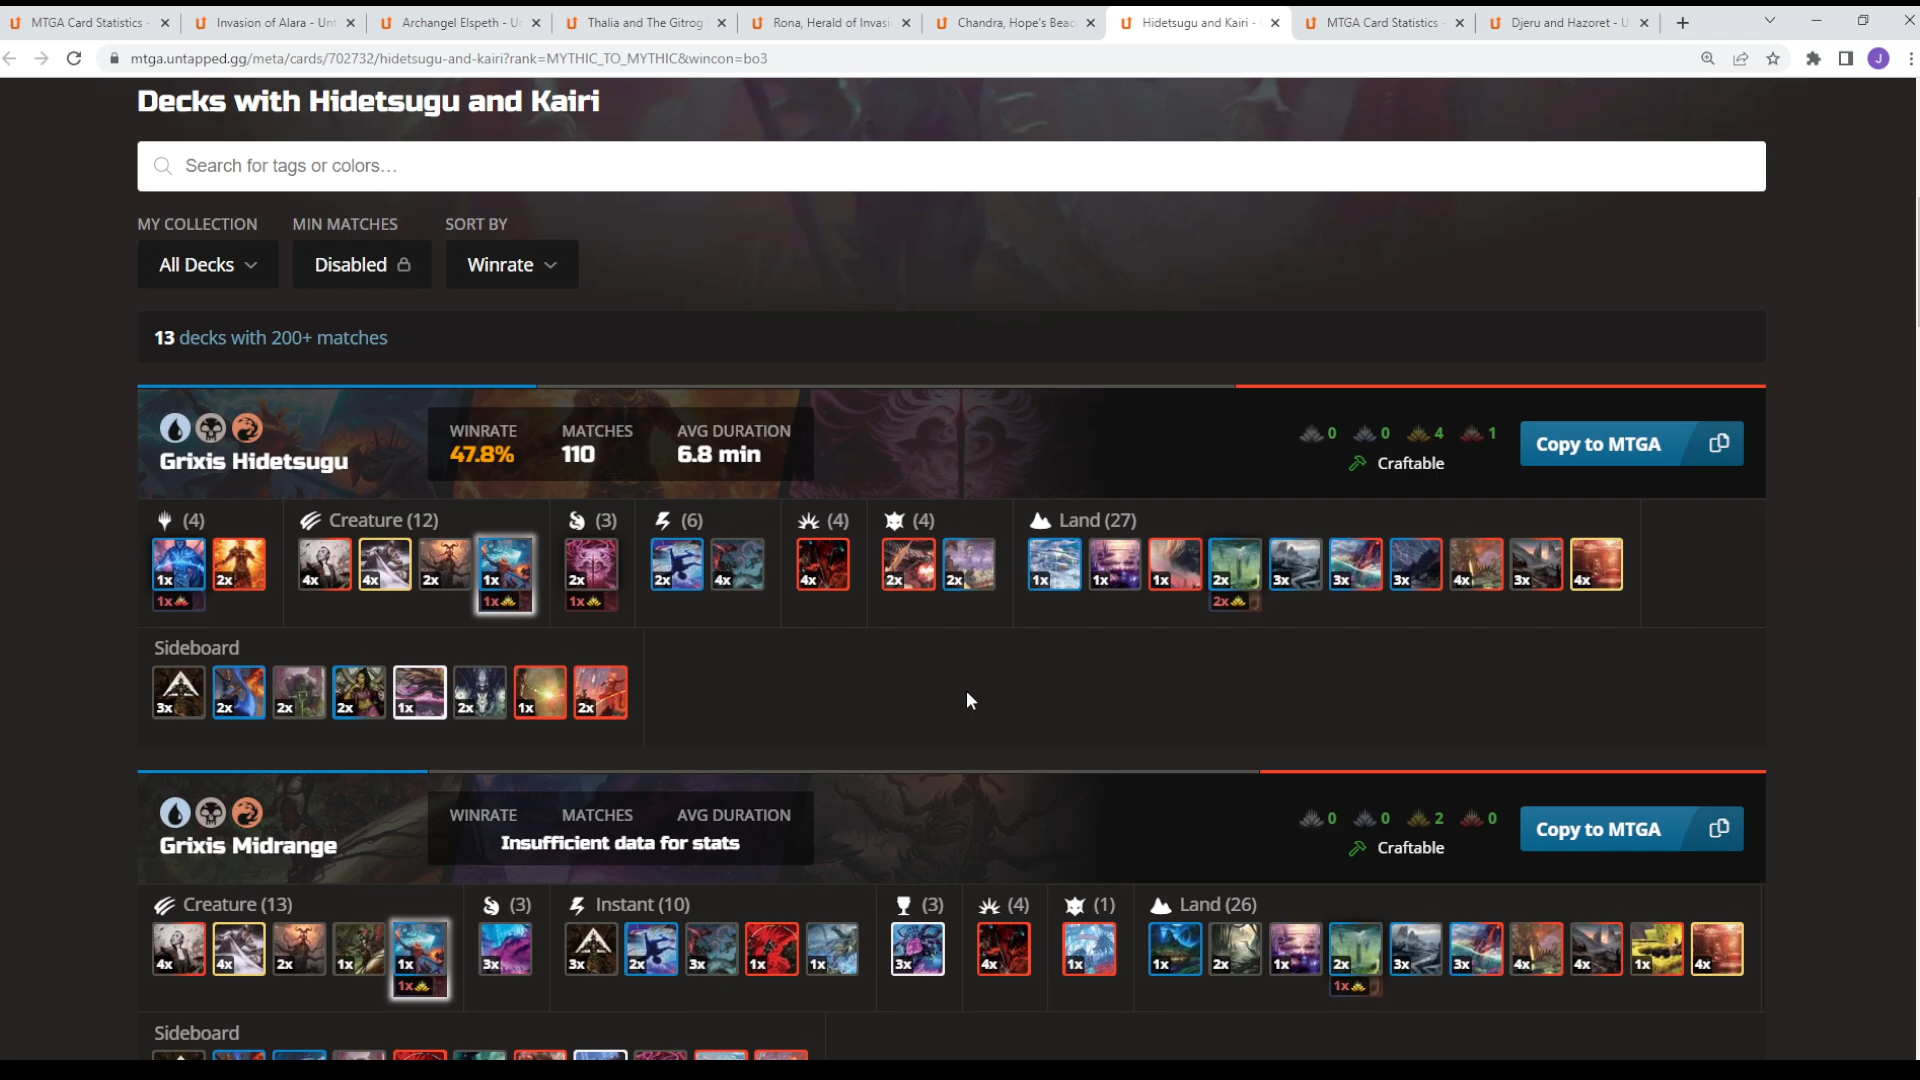 MTGA Card Statistics -
Invasion of Alara - Un
Archangel Elspeth - U
Thalia and The Gitrog
Rona, Herald of Invasi
Chandra, Hope's Beac
Hidetsugu and Kairi -
MTGA Card Statistics -
Djeru and Hazoret - U
mtga.untapped.gg/meta/cards/702732/hidetsugu-and-kairi?rank=MYTHIC_TO_MYTHIC&wincon=bo3
J
Decks with Hidetsugu and Kairi
Search for tags or colors...
MY COLLECTION MIN MATCHES SORT BY
All Decks Disabled Winrate
13 decks with 200+ matches
Grixis Hidetsugu
WINRATE MATCHES AVG DURATION
47.8% 110 6.8 min
0 0 4 1
Craftable
Copy to MTGA
(4) Creature (12) (3) (6) (4) (4) Land (27)
1x 2x 4x 4x 2x 1x 2x 2x 4x 4x 2x 2x 1x 1x 1x 2x 3x 3x 3x 4x 3x 4x
1x 1x 1x 2x
Sideboard
3x 2x 2x 2x 1x 2x 1x 2x
Grixis Midrange
WINRATE MATCHES AVG DURATION
Insufficient data for stats
0 0 2 0
Craftable
Copy to MTGA
Creature (13) (3) Instant (10) (3) (4) (1) Land (26)
4x 4x 2x 1x 1x 3x 3x 2x 3x 1x 1x 3x 4x 1x 1x 2x 1x 2x 3x 3x 4x 4x 1x 4x
1x 1x
Sideboard